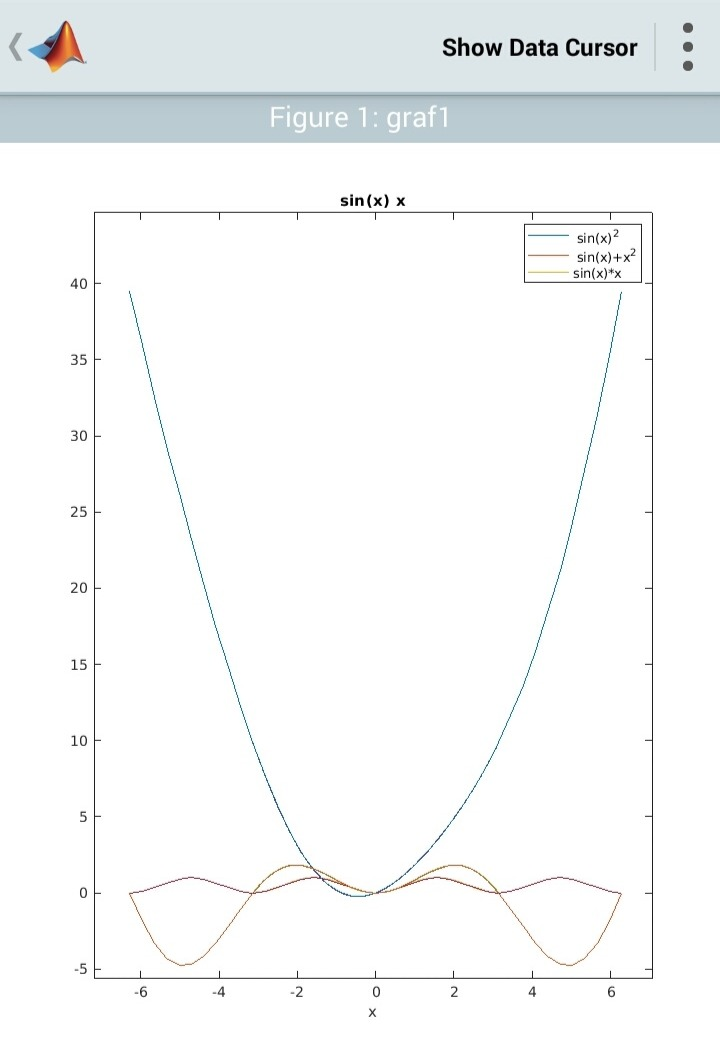 Show Data Cursor
Figure 1: graf1
sin(x) x
sin(x)²
sin(x)+x²
sin(x)*x
40
35
30
25
20
15
10
5
0
-5
-6 -4 -2 0 2 4 6
x